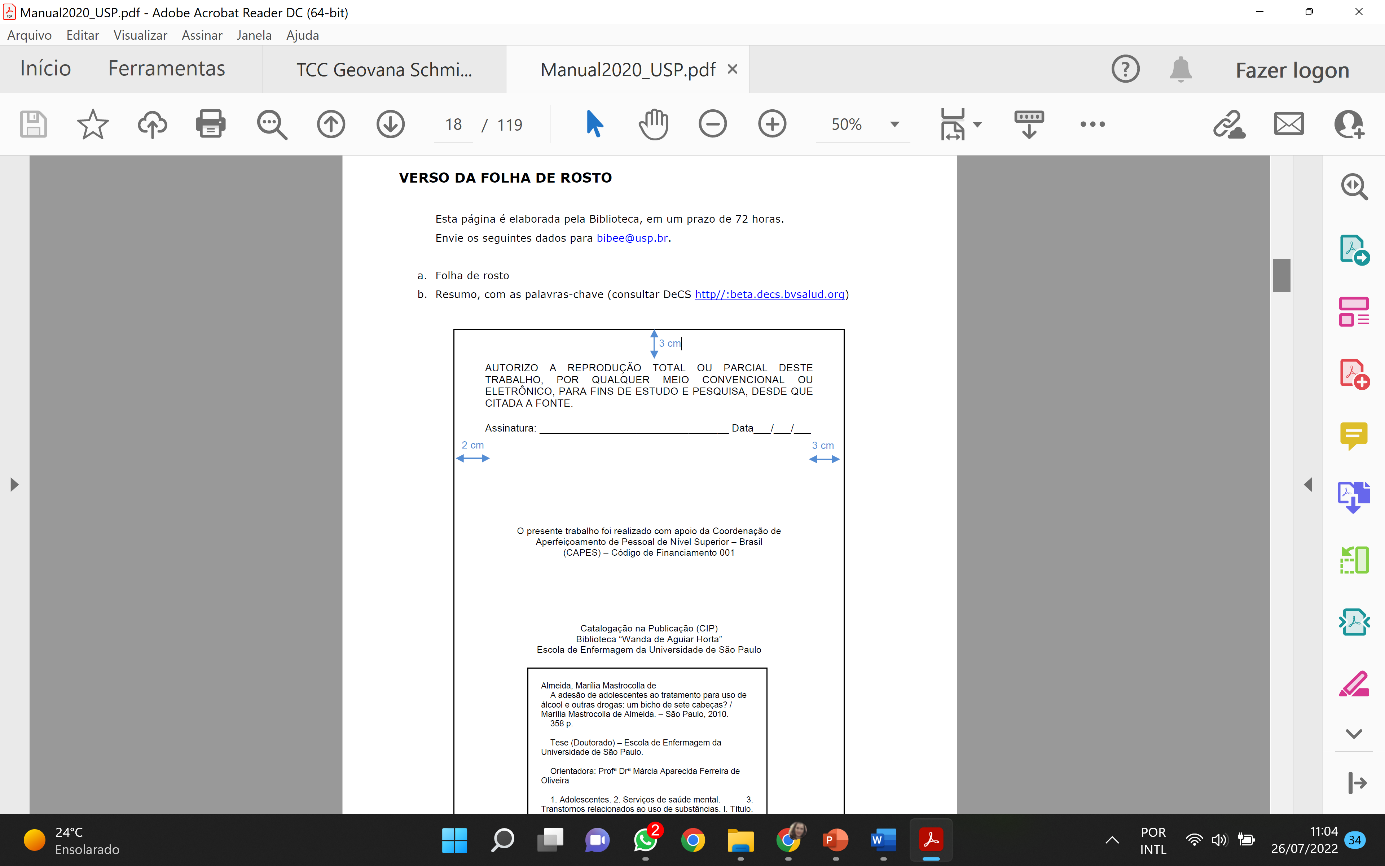 Manual2020_USP.pdf - Adobe Acrobat Reader DC (64-bit)
Arquivo Editar Visualizar Assinar Janela Ajuda
Início Ferramentas TCC Geovana Schmi... Manual2020_USP.pdf × Fazer logon
18 / 119 50%
VERSO DA FOLHA DE ROSTO
Esta página é elaborada pela Biblioteca, em um prazo de 72 horas.
Envie os seguintes dados para bibee@usp.br.
a. Folha de rosto
b. Resumo, com as palavras-chave (consultar DeCS http//:beta.decs.bvsalud.org)
3 cm
AUTORIZO A REPRODUÇÃO TOTAL OU PARCIAL DESTE
TRABALHO, POR QUALQUER MEIO CONVENCIONAL OU
ELETRÔNICO, PARA FINS DE ESTUDO E PESQUISA, DESDE QUE
CITADA A FONTE.
Assinatura: ___________________________________ Data___/___/___
2 cm 3 cm
O presente trabalho foi realizado com apoio da Coordenação de
Aperfeiçoamento de Pessoal de Nível Superior – Brasil
(CAPES) – Código de Financiamento 001
Catalogação na Publicação (CIP)
Biblioteca "Wanda de Aguiar Horta"
Escola de Enfermagem da Universidade de São Paulo
Almeida, Marília Mastrocolla de
A adesão de adolescentes ao tratamento para uso de
álcool e outras drogas: um bicho de sete cabeças? /
Marília Mastrocolla de Almeida. – São Paulo, 2010.
358 p.
Tese (Doutorado) – Escola de Enfermagem da
Universidade de São Paulo.
Orientadora: Profª Drª Márcia Aparecida Ferreira de
Oliveira
1. Adolescentes. 2. Serviços de saúde mental. 3.
Transtornos relacionados ao uso de substâncias. I. Título.
24°C
Ensolarado
2
POR
INTL
11:04
26/07/2022
34